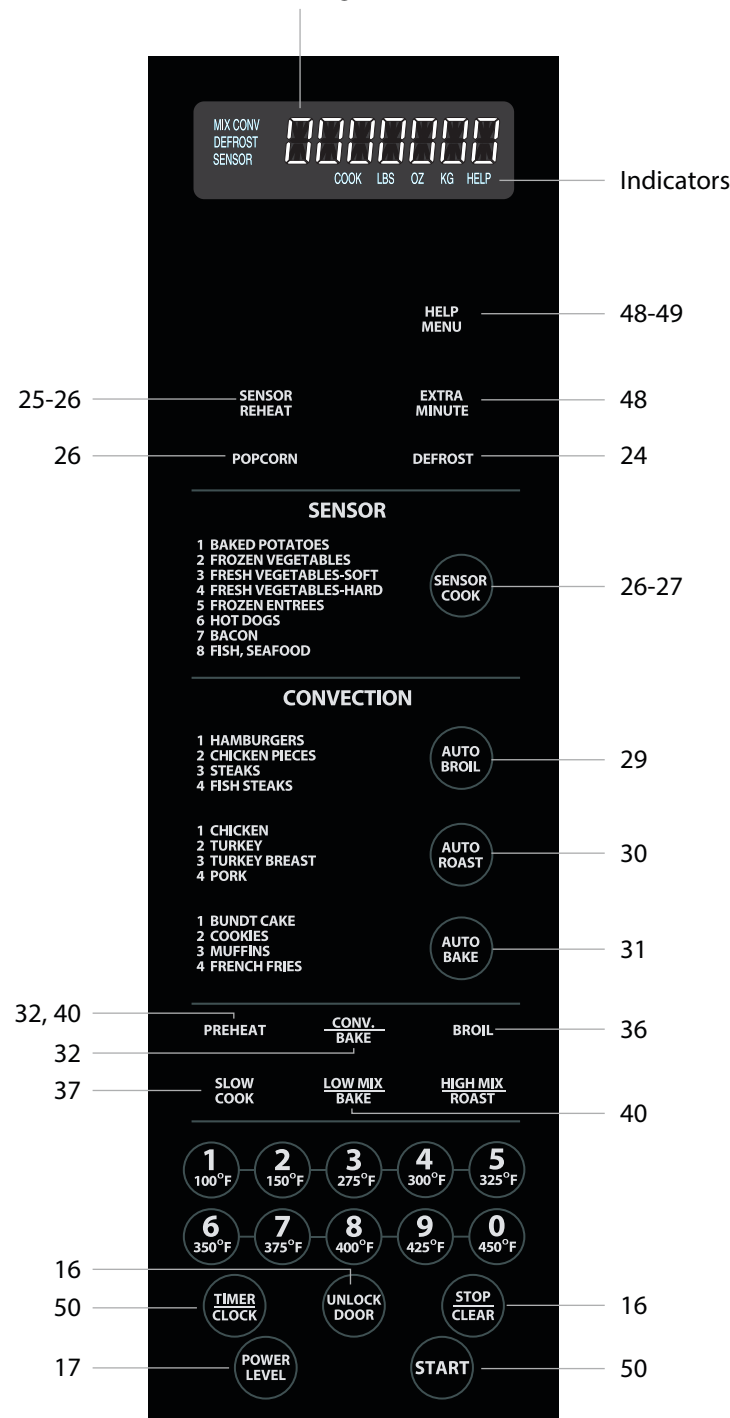 MIX CONV
DEFROST
SENSOR
COOK LBS OZ KG HELP
Indicators
HELP
MENU
48-49
25-26
SENSOR
REHEAT
EXTRA
MINUTE
48
26
POPCORN
DEFROST
24
SENSOR
1 BAKED POTATOES
2 FROZEN VEGETABLES
3 FRESH VEGETABLES-SOFT
4 FRESH VEGETABLES-HARD
5 FROZEN ENTREES
6 HOT DOGS
7 BACON
8 FISH, SEAFOOD
SENSOR
COOK
26-27
CONVECTION
1 HAMBURGERS
2 CHICKEN PIECES
3 STEAKS
4 FISH STEAKS
AUTO
BROIL
29
1 CHICKEN
2 TURKEY
3 TURKEY BREAST
4 PORK
AUTO
ROAST
30
1 BUNDT CAKE
2 COOKIES
3 MUFFINS
4 FRENCH FRIES
AUTO
BAKE
31
32, 40
PREHEAT
32
CONV.
BAKE
BROIL
36
37
SLOW
COOK
LOW MIX
BAKE
HIGH MIX
ROAST
40
1
100°F
2
150°F
3
275°F
4
300°F
5
325°F
6
350°F
7
375°F
8
400°F
9
425°F
0
450°F
16
50
TIMER
CLOCK
UNLOCK
DOOR
STOP
CLEAR
16
17
POWER
LEVEL
START
50